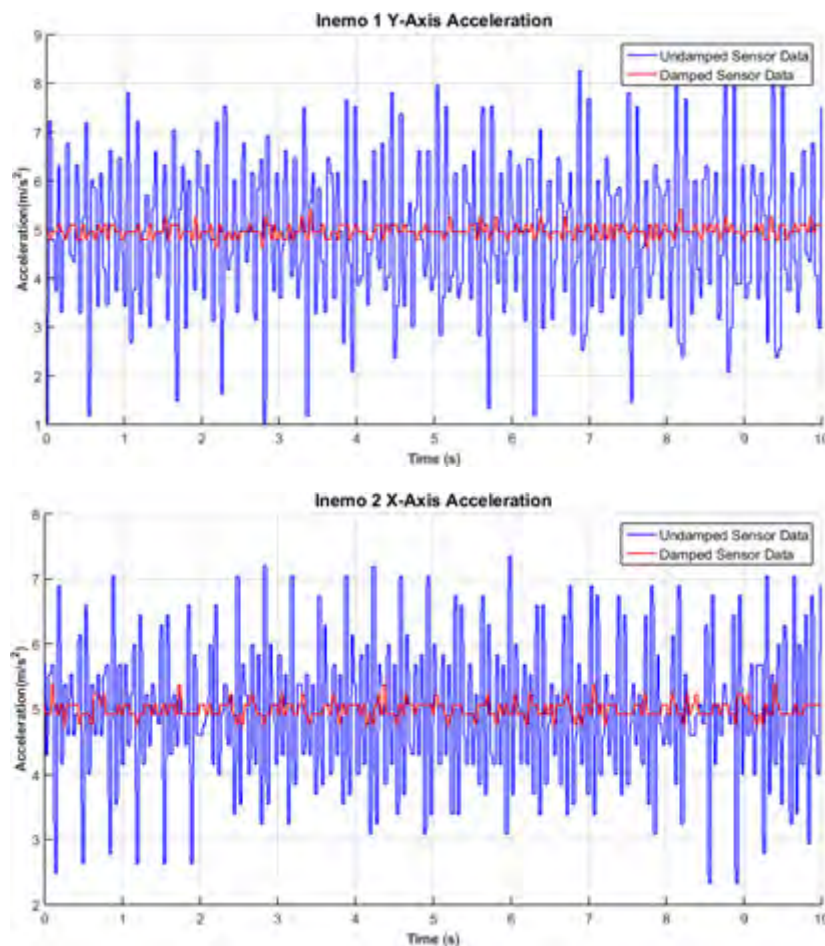 Inemo 1 Y-Axis Acceleration
9
8
7
6
5
4
3
2
1
Acceleration(m/s²)
Undamped Sensor Data
Damped Sensor Data
0 1 2 3 4 5 6 7 8 9 10
Time (s)
Inemo 2 X-Axis Acceleration
8
7
6
5
4
3
2
Acceleration(m/s²)
Undamped Sensor Data
Damped Sensor Data
0 1 2 3 4 5 6 7 8 9 10
Time (s)